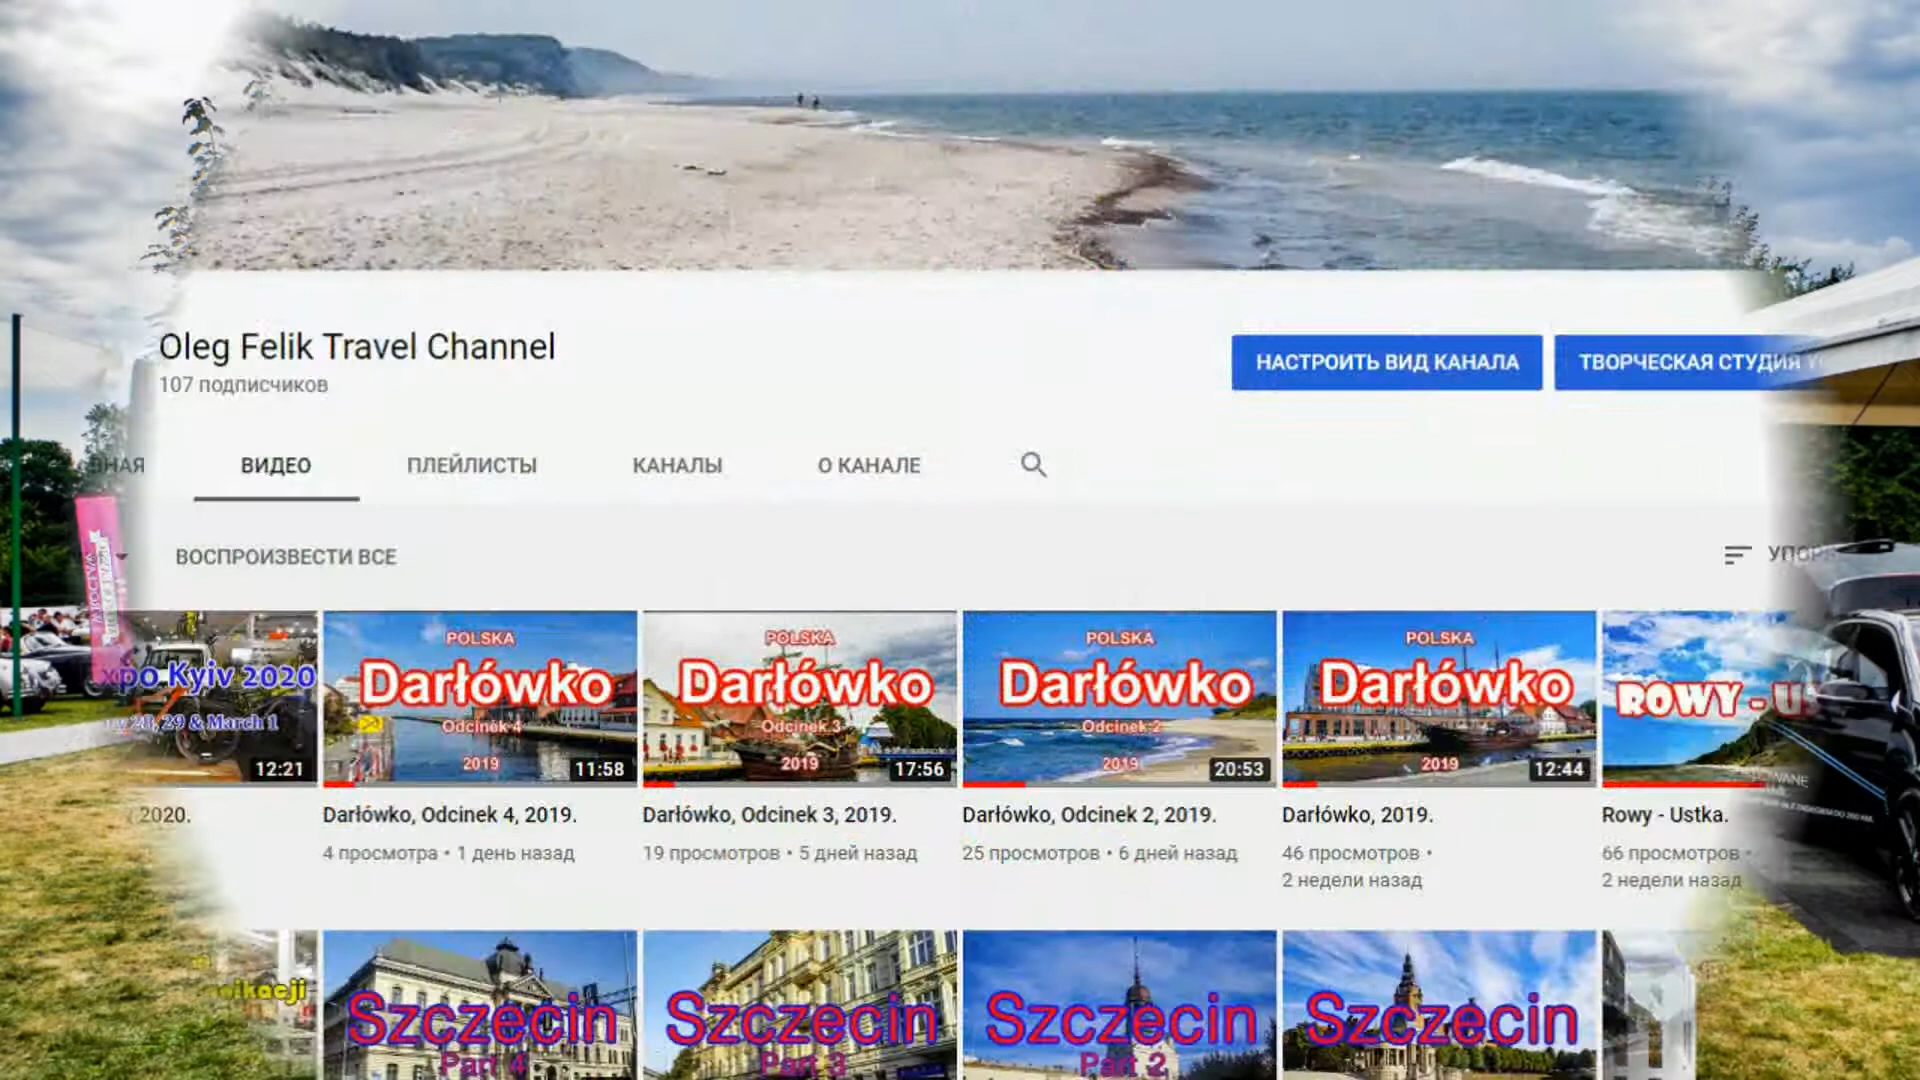 Oleg Felik Travel Channel
107 подписчиков
НАСТРОИТЬ ВИД КАНАЛА
ТВОРЧЕСКАЯ СТУДИЯ
ВИДЕО
ПЛЕЙЛИСТЫ
КАНАЛЫ
О КАНАЛЕ
ВОСПРОИЗВЕСТИ ВСЕ
Kyiv 2020
28, 29 & March 1
12:21
POLSKA
Darłówko
Odcinek 4
2019
11:58
POLSKA
Darłówko
Odcinek 3
2019
17:56
POLSKA
Darłówko
Odcinek 2
2019
20:53
POLSKA
Darłówko
2019
12:44
ROWY -
2020.
Darłówko, Odcinek 4, 2019.
4 просмотра • 1 день назад
Darłówko, Odcinek 3, 2019.
19 просмотров • 5 дней назад
Darłówko, Odcinek 2, 2019.
25 просмотров • 6 дней назад
Darłówko, 2019.
46 просмотров •
2 недели назад
Rowy - Ustka.
66 просмотров •
2 недели назад
Szczecin
Part 4
Szczecin
Part 3
Szczecin
Part 2
Szczecin